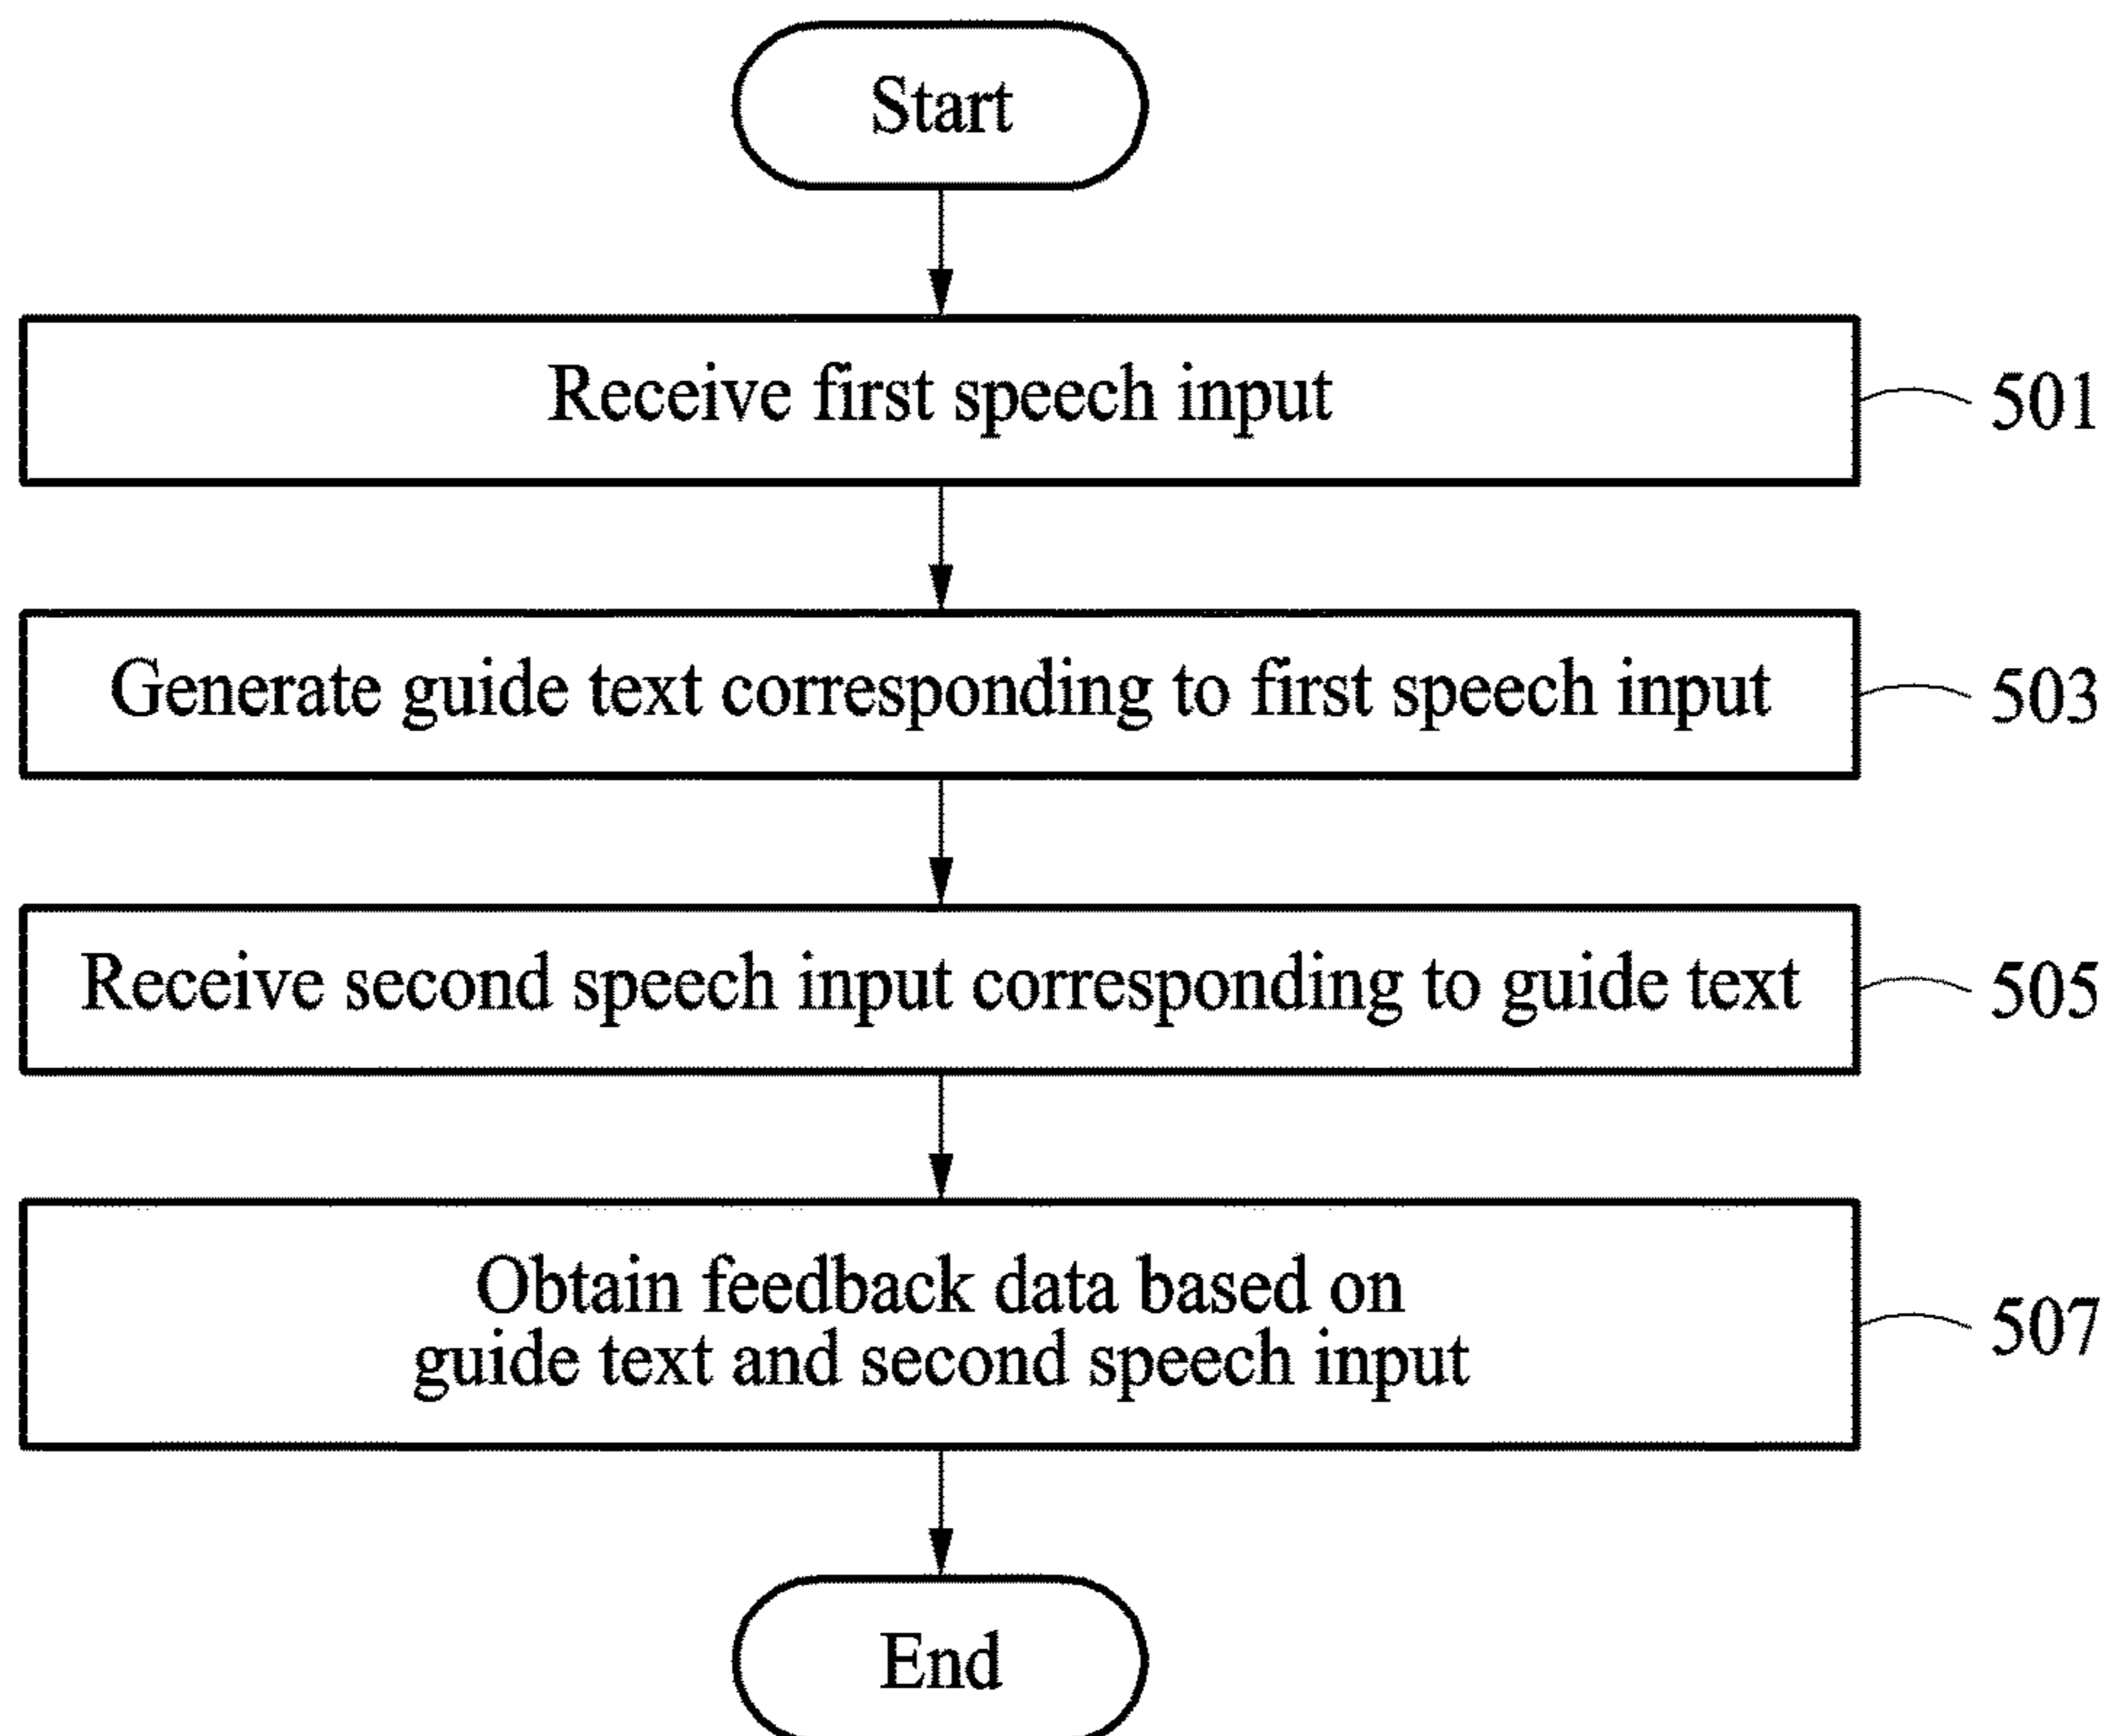 Start
Receive first speech input
501
Generate guide text corresponding to first speech input
503
Receive second speech input corresponding to guide text
505
Obtain feedback data based on
guide text and second speech input
507
End